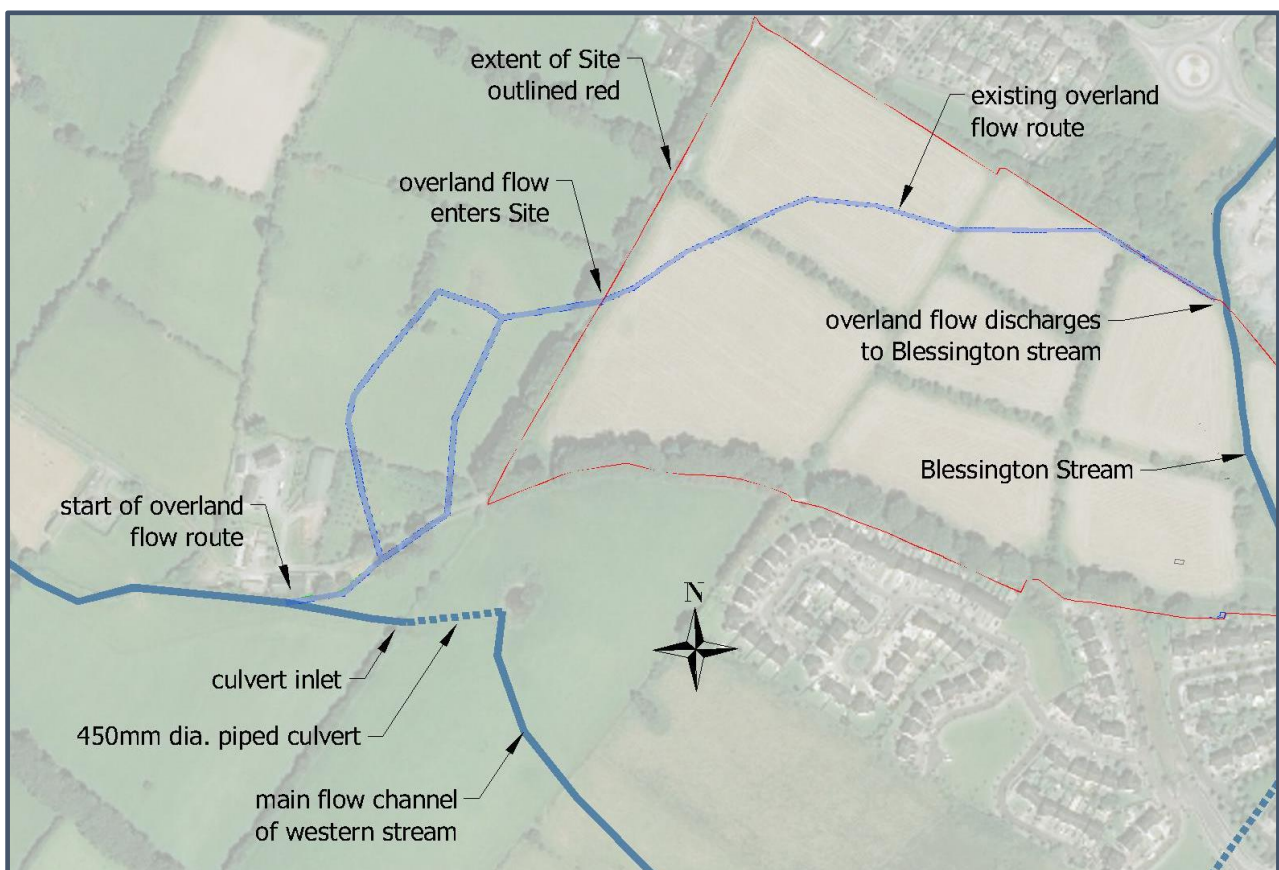 extent of Site
outlined red
existing overland
flow route
overland flow
enters Site
overland flow discharges
to Blessington stream
Blessington Stream
start of overland
flow route
N
culvert inlet
450mm dia. piped culvert
main flow channel
of western stream